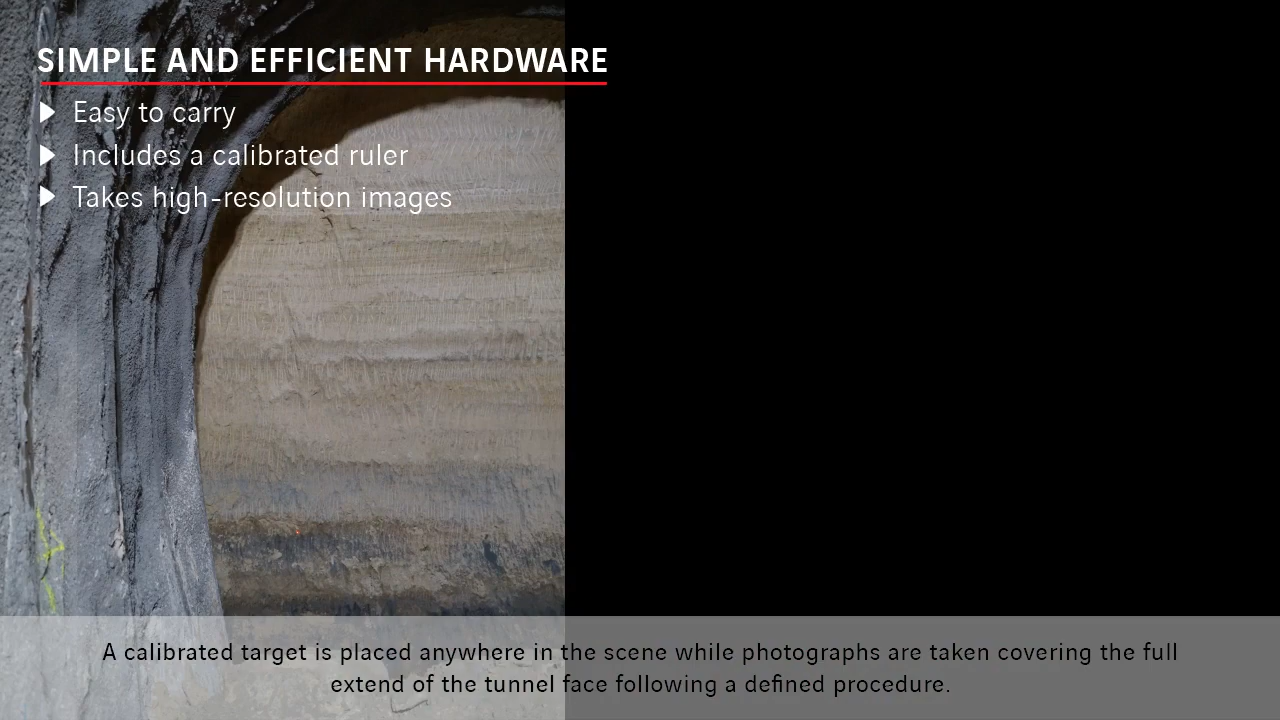 SIMPLE AND EFFICIENT HARDWARE
Easy to carry
Includes a calibrated ruler
Takes high-resolution images
A calibrated target is placed anywhere in the scene while photographs are taken covering the full
extend of the tunnel face following a defined procedure.